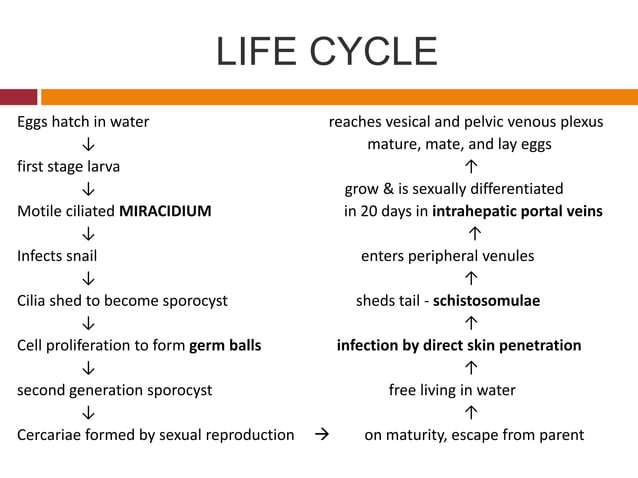 LIFE CYCLE
Eggs hatch in water
↓
first stage larva
↓
Motile ciliated MIRACIDIUM
↓
Infects snail
↓
Cilia shed to become sporocyst
↓
Cell proliferation to form germ balls
↓
second generation sporocyst
↓
Cercariae formed by sexual reproduction →
reaches vesical and pelvic venous plexus
mature, mate, and lay eggs
↑
grow & is sexually differentiated
in 20 days in intrahepatic portal veins
↑
enters peripheral venules
↑
sheds tail - schistosomulae
↑
infection by direct skin penetration
↑
free living in water
↑
on maturity, escape from parent